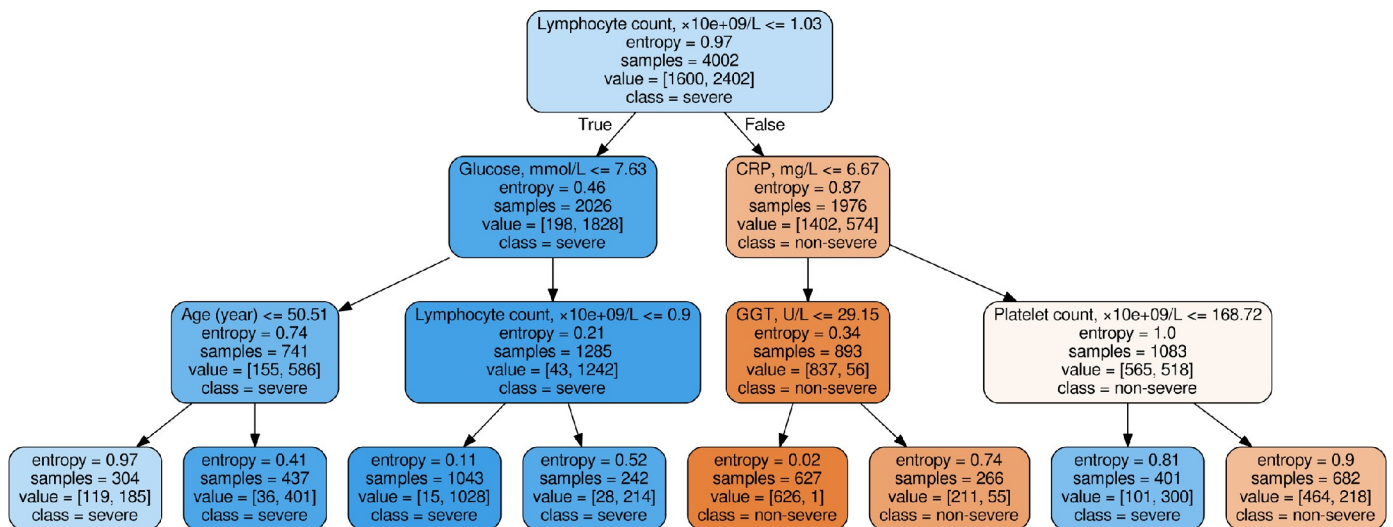 Lymphocyte count, ×10e+09/L <= 1.03
entropy = 0.97
samples = 4002
value = [1600, 2402]
class = severe
True
False
Glucose, mmol/L <= 7.63
entropy = 0.46
samples = 2026
value = [198, 1828]
class = severe
CRP, mg/L <= 6.67
entropy = 0.87
samples = 1976
value = [1402, 574]
class = non-severe
Age (year) <= 50.51
entropy = 0.74
samples = 741
value = [155, 586]
class = severe
Lymphocyte count, ×10e+09/L <= 0.9
entropy = 0.21
samples = 1285
value = [43, 1242]
class = severe
GGT, U/L <= 29.15
entropy = 0.34
samples = 893
value = [837, 56]
class = non-severe
Platelet count, ×10e+09/L <= 168.72
entropy = 1.0
samples = 1083
value = [565, 518]
class = non-severe
entropy = 0.97
samples = 304
value = [119, 185]
class = severe
entropy = 0.41
samples = 437
value = [36, 401]
class = severe
entropy = 0.11
samples = 1043
value = [15, 1028]
class = severe
entropy = 0.52
samples = 242
value = [28, 214]
class = severe
entropy = 0.02
samples = 627
value = [626, 1]
class = non-severe
entropy = 0.74
samples = 266
value = [211, 55]
class = non-severe
entropy = 0.81
samples = 401
value = [101, 300]
class = severe
entropy = 0.9
samples = 682
value = [464, 218]
class = non-severe